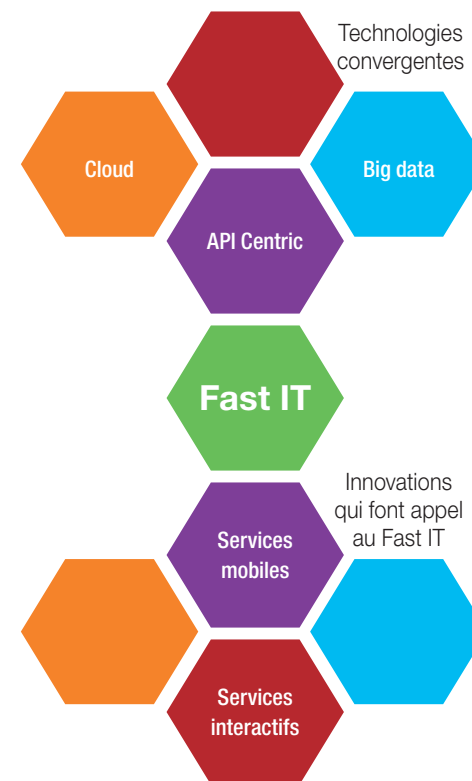 Technologies
convergentes
Cloud
Big data
API Centric
Fast IT
Innovations
qui font appel
au Fast IT
Services
mobiles
Services
interactifs